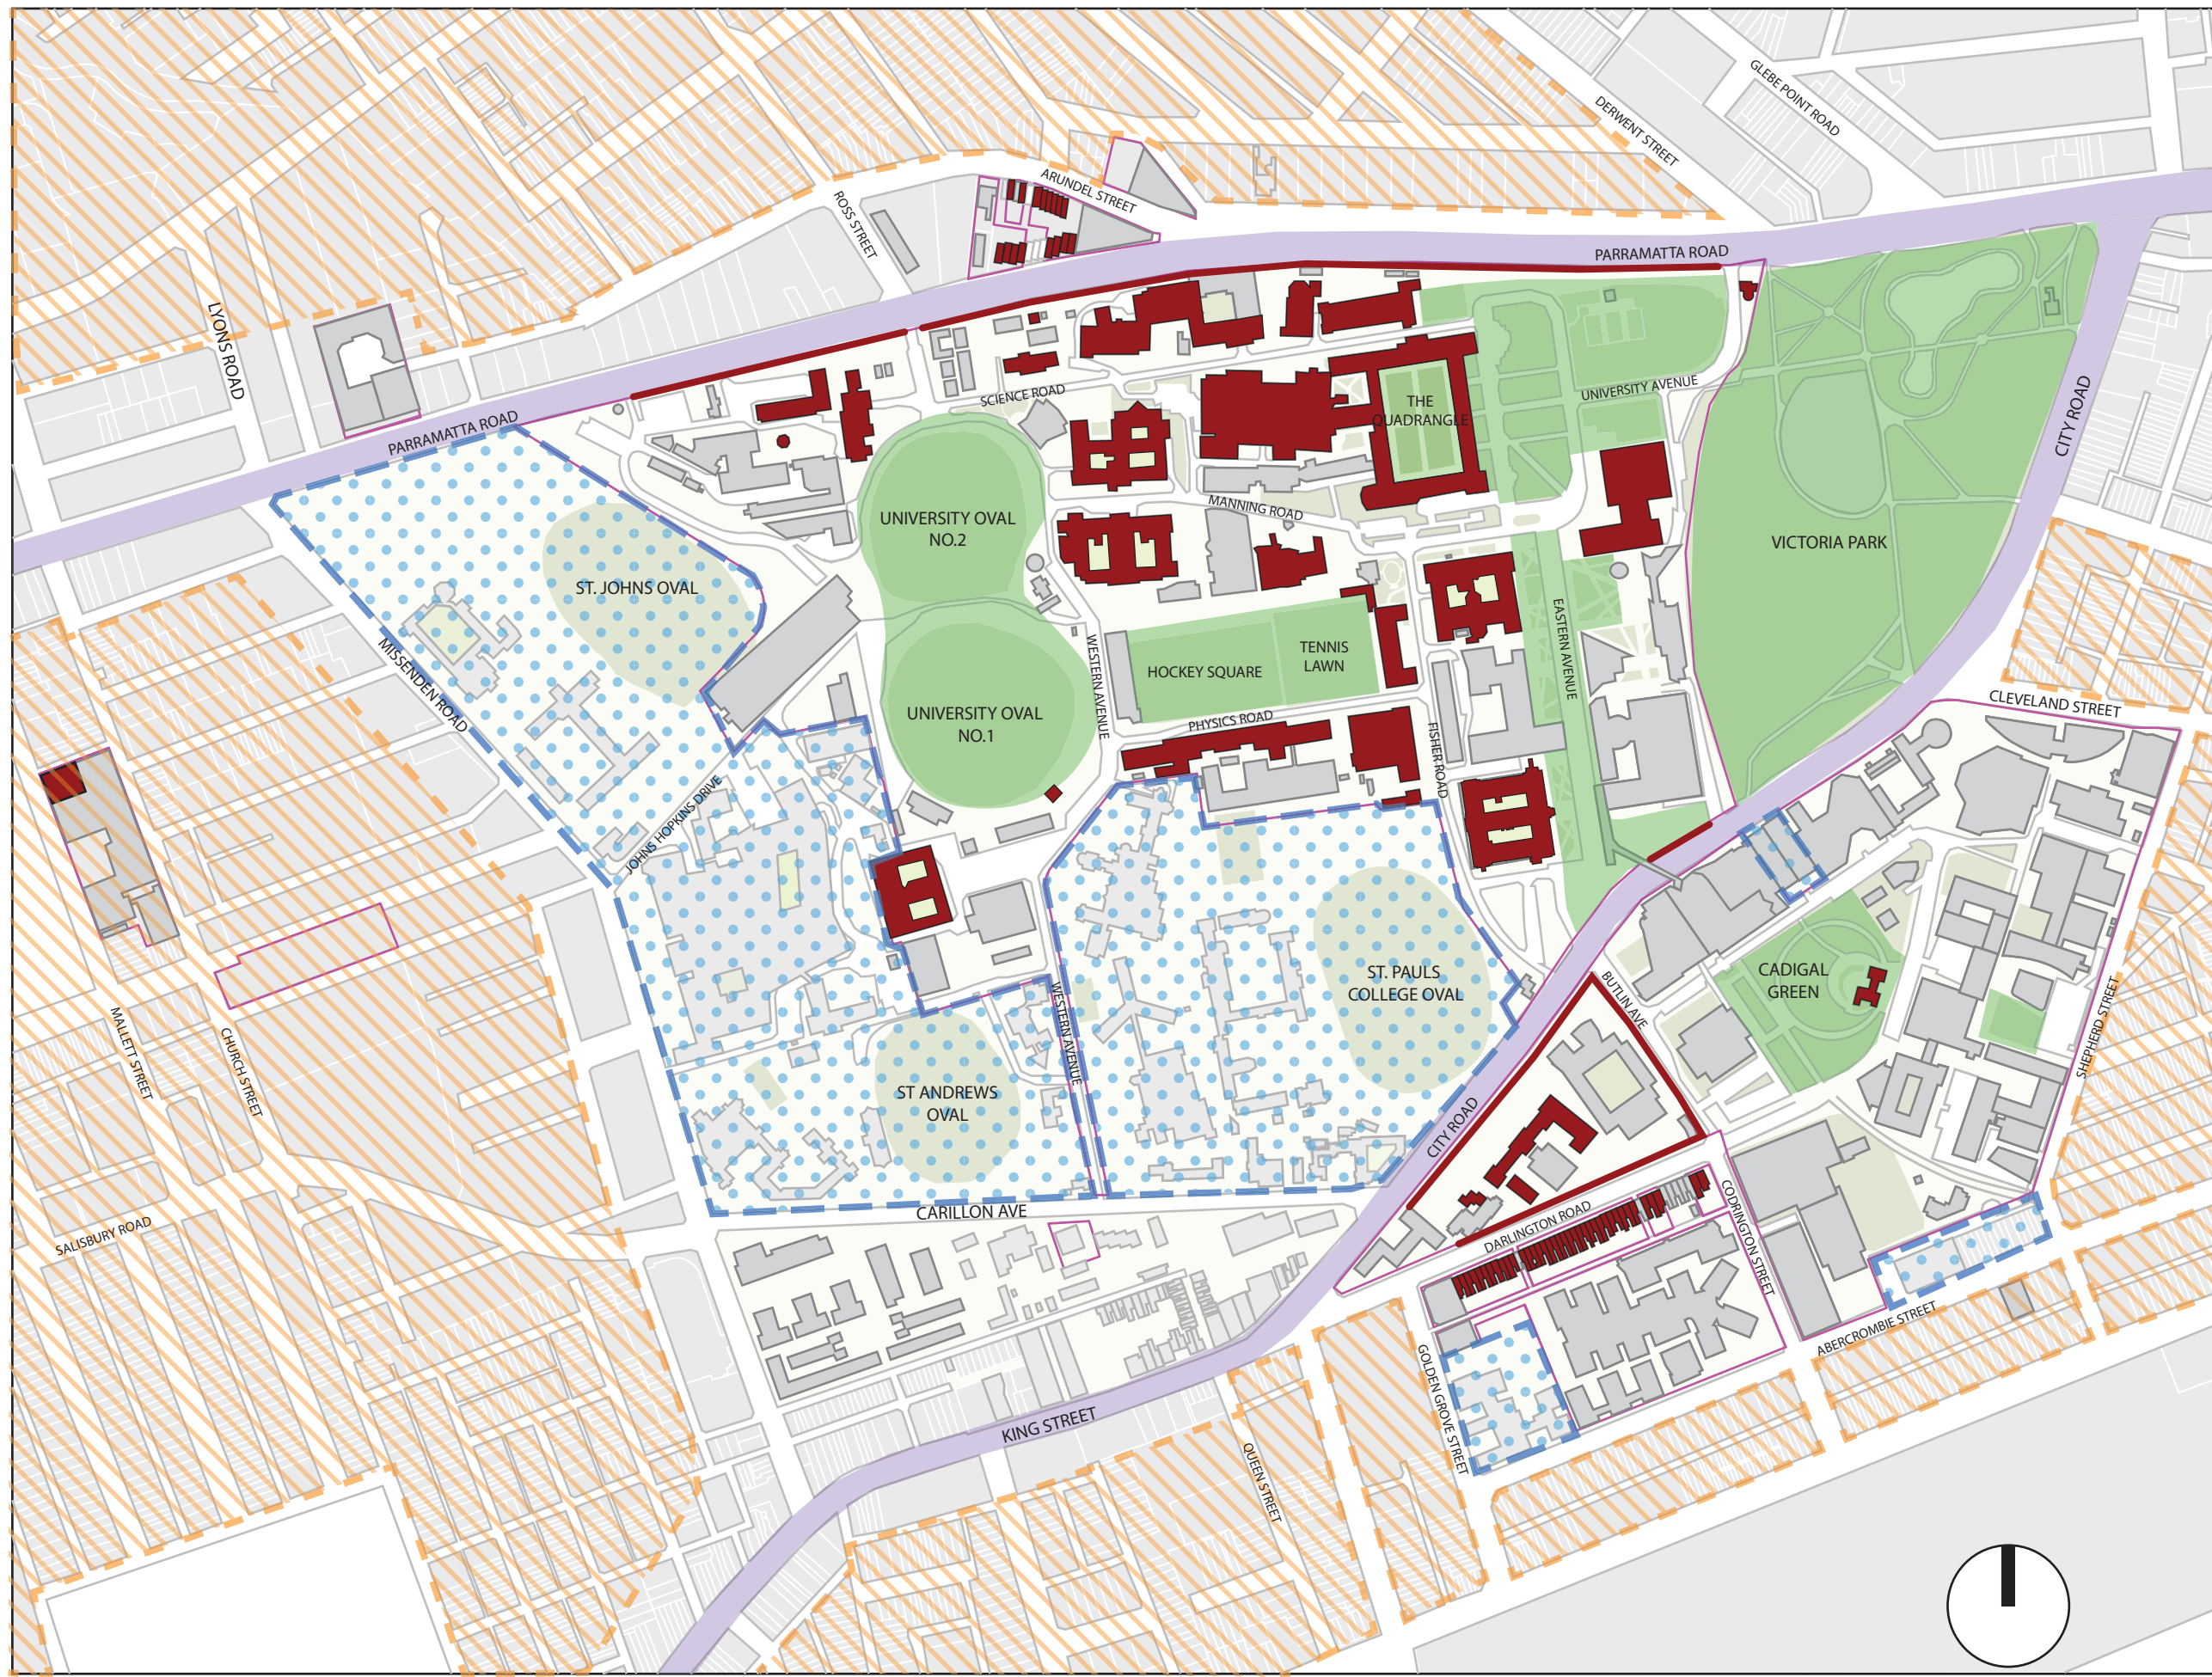 GLEBE POINT ROAD
DERWENT STREET
ARUNDEL STREET
ROSS STREET
PARRAMATTA ROAD
LYONS ROAD
PARRAMATTA ROAD
SCIENCE ROAD
UNIVERSITY AVENUE
THE
QUADRANGLE
CITY ROAD
MANNING ROAD
UNIVERSITY OVAL
NO.2
VICTORIA PARK
ST. JOHNS OVAL
EASTERN AVENUE
MISSENDEN ROAD
WESTERN AVENUE
HOCKEY SQUARE
TENNIS
LAWN
CLEVELAND STREET
UNIVERSITY OVAL
NO.1
PHYSICS ROAD
FISHER ROAD
JOHNS HOPKINS DRIVE
ST. PAULS
COLLEGE OVAL
CADIGAL
GREEN
BUTLIN AVE
WESTERN AVENUE
SHEPHERD STREET
MALLETT STREET
CHURCH STREET
ST ANDREWS
OVAL
CITY ROAD
CARILLON AVE
DARLINGTON ROAD
CODRINGTON STREET
SALISBURY ROAD
ABERCROMBIE STREET
GOLDEN GROVE STREET
KING STREET
QUEEN STREET